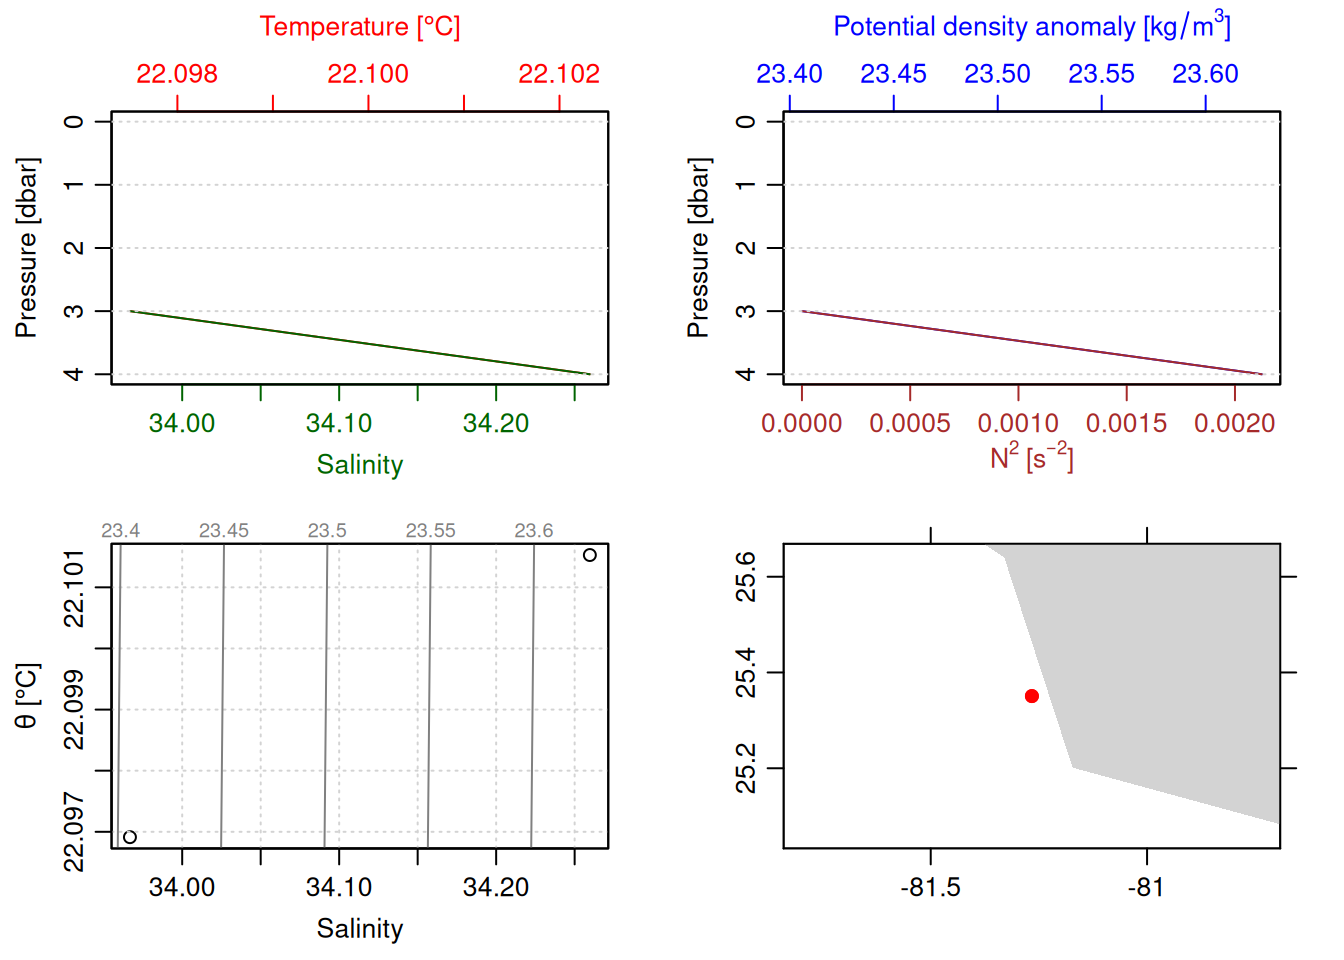 Temperature [°C]
22.098 22.100 22.102
0
1
2
3
4
Pressure [dbar]
34.00 34.10 34.20
Salinity
Potential density anomaly [kg/m³]
23.40 23.45 23.50 23.55 23.60
0
1
2
3
4
Pressure [dbar]
0.0000 0.0005 0.0010 0.0015 0.0020
N² [s⁻²]
23.4 23.45 23.5 23.55 23.6
22.101
22.099
22.097
θ [°C]
34.00 34.10 34.20
Salinity
25.6
25.4
25.2
-81.5 -81